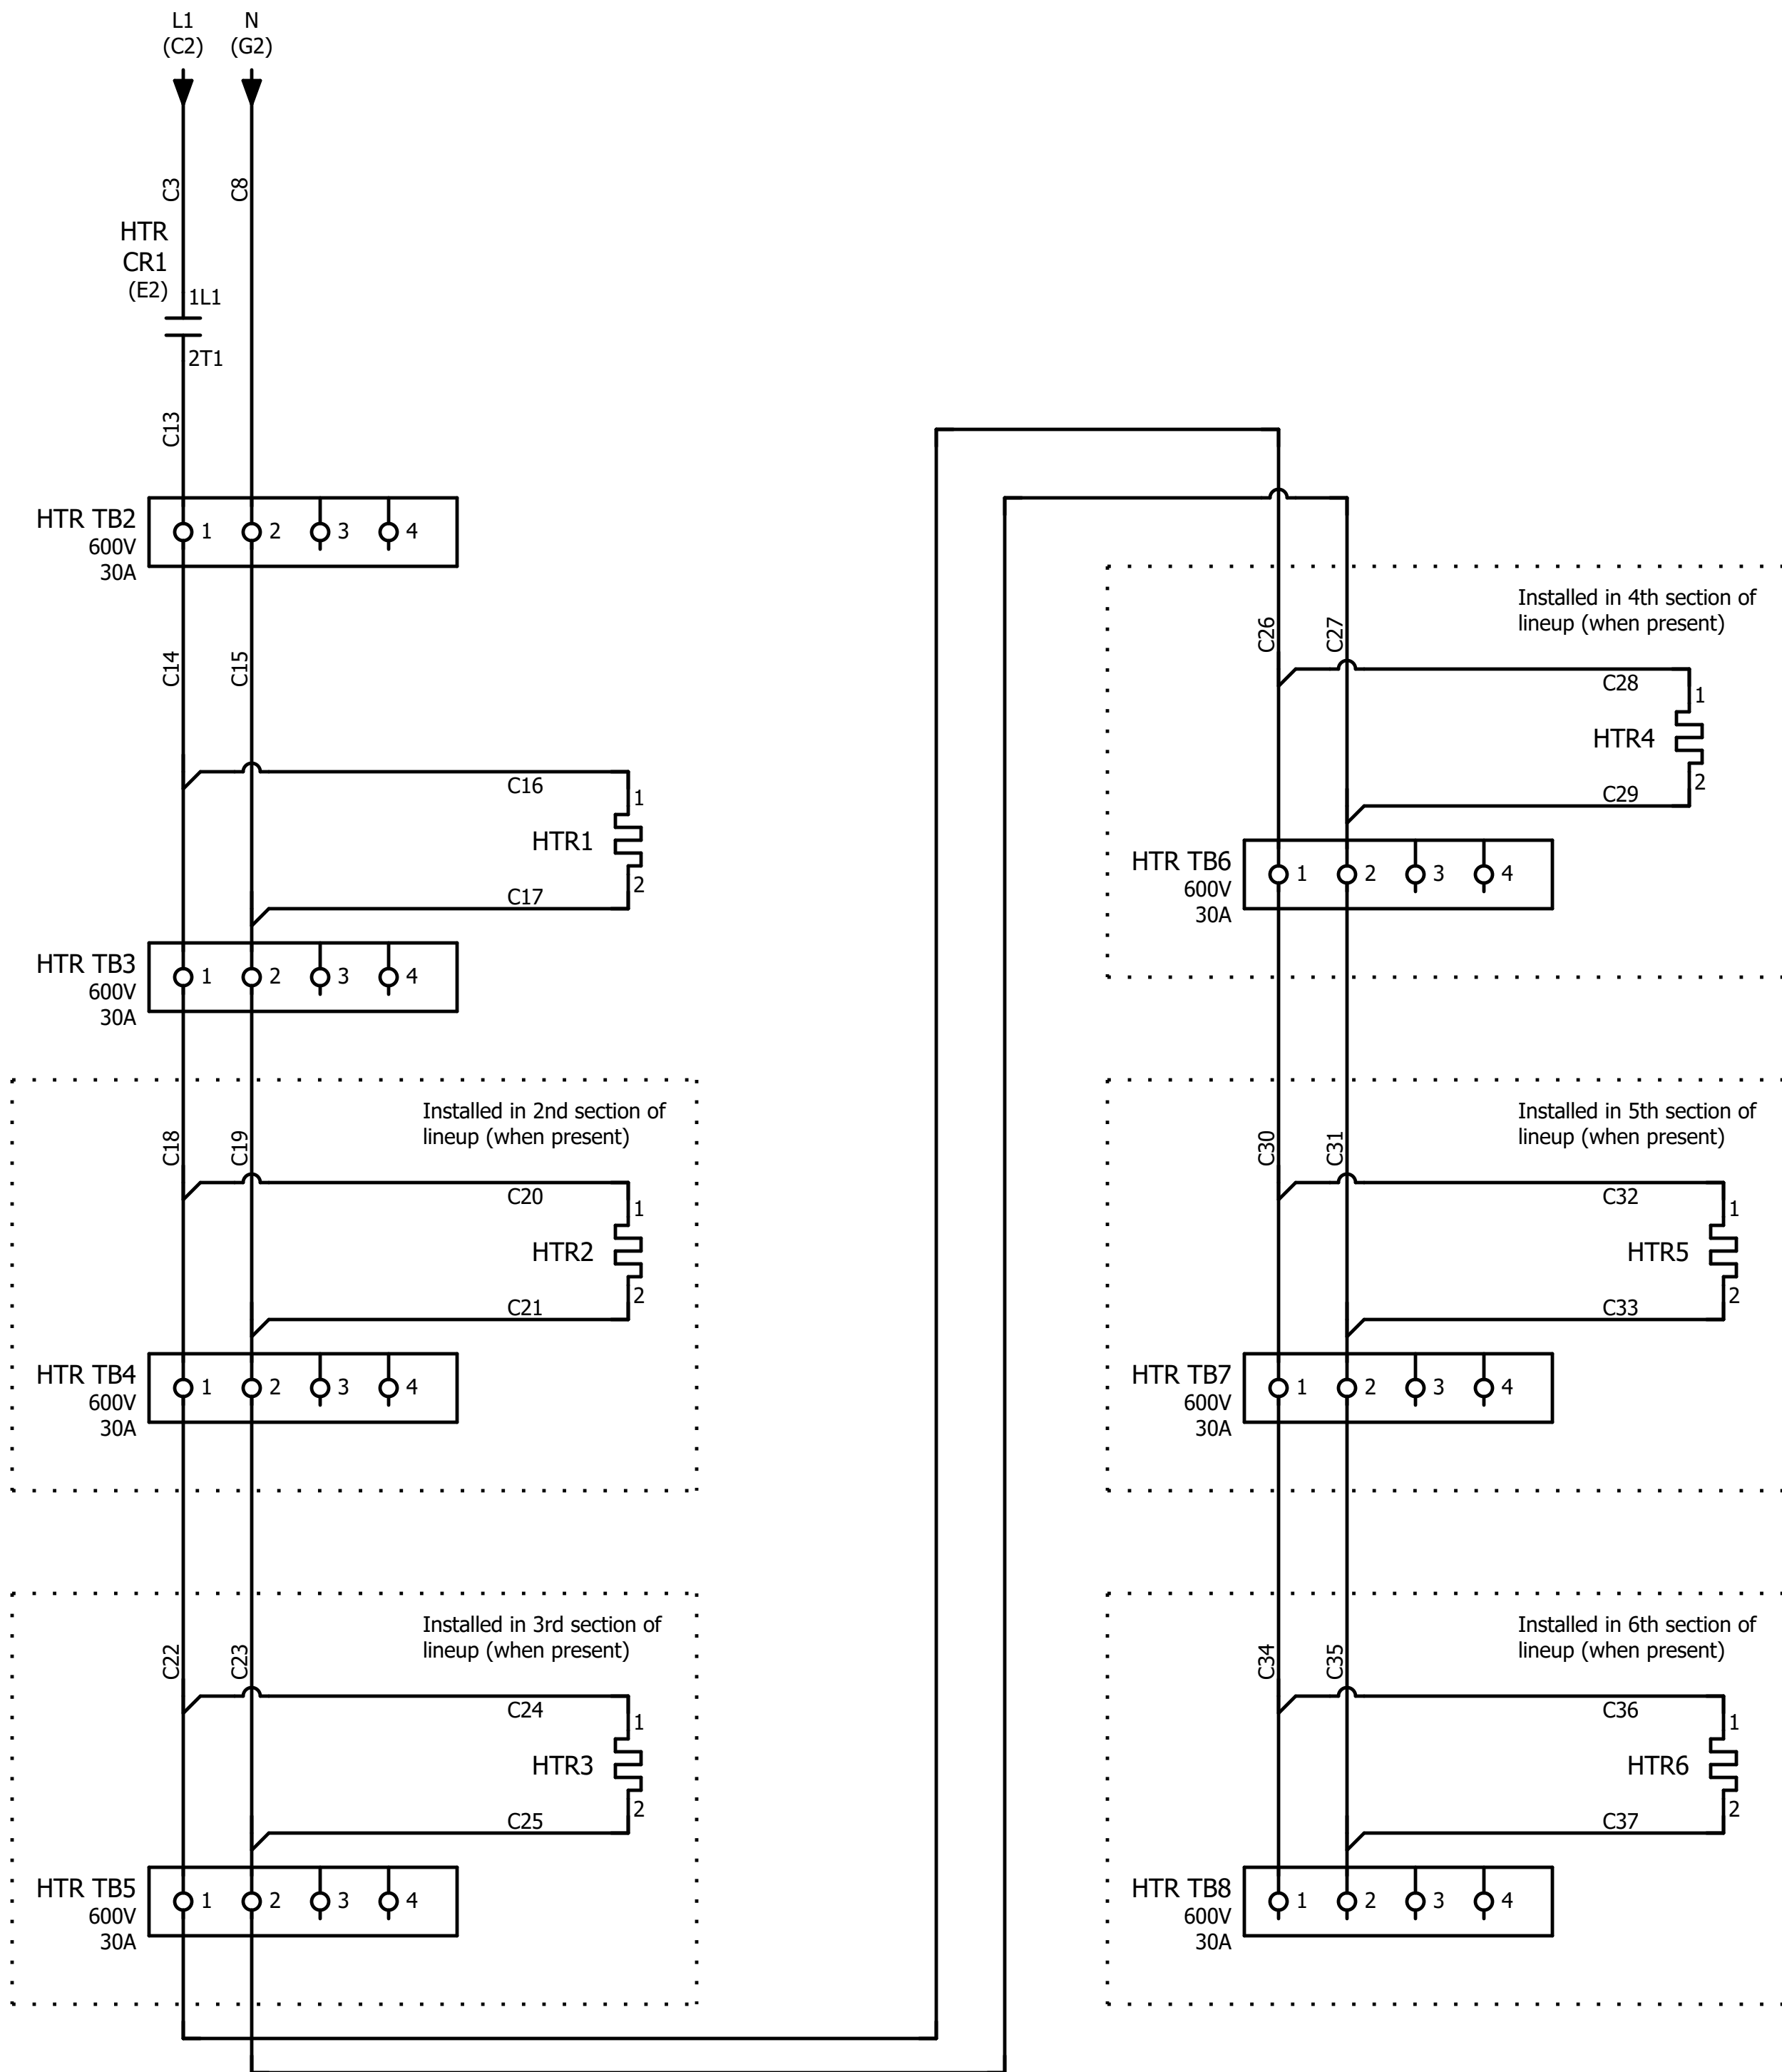 L1
(C2)
N
(G2)
C3
C8
HTR
CR1
(E2)
1L1
2T1
C13
HTR TB2
600V
30A
1
2
3
4
C14
C15
C16
1
HTR1
2
C17
HTR TB3
600V
30A
1
2
3
4
Installed in 2nd section of
lineup (when present)
C18
C19
C20
1
HTR2
2
C21
HTR TB4
600V
30A
1
2
3
4
Installed in 3rd section of
lineup (when present)
C22
C23
C24
1
HTR3
2
C25
HTR TB5
600V
30A
1
2
3
4
Installed in 4th section of
lineup (when present)
C26
C27
C28
1
HTR4
2
C29
HTR TB6
600V
30A
1
2
3
4
Installed in 5th section of
lineup (when present)
C30
C31
C32
1
HTR5
2
C33
HTR TB7
600V
30A
1
2
3
4
Installed in 6th section of
lineup (when present)
C34
C35
C36
1
HTR6
2
C37
HTR TB8
600V
30A
1
2
3
4